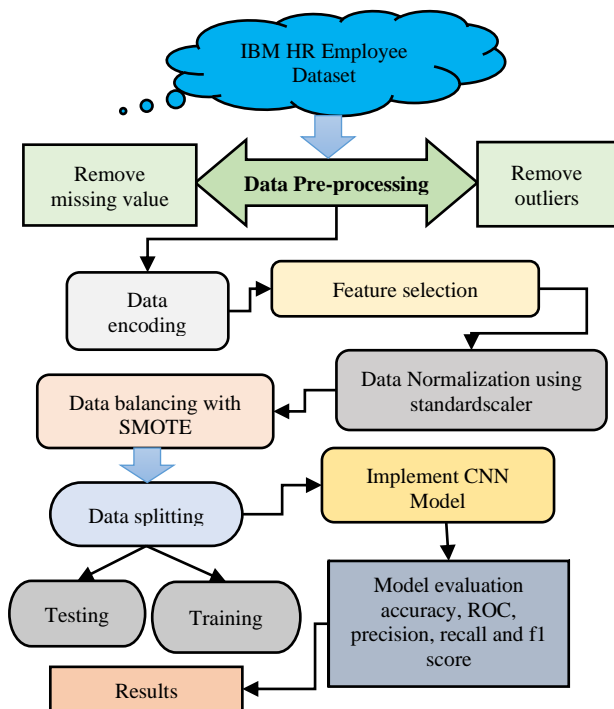 IBM HR Employee
Dataset
Remove
missing value
Data Pre-processing
Remove
outliers
Data
encoding
Feature selection
Data Normalization using
standardscaler
Data balancing with
SMOTE
Implement CNN
Model
Data splitting
Testing
Training
Model evaluation
accuracy, ROC,
precision, recall and f1
score
Results